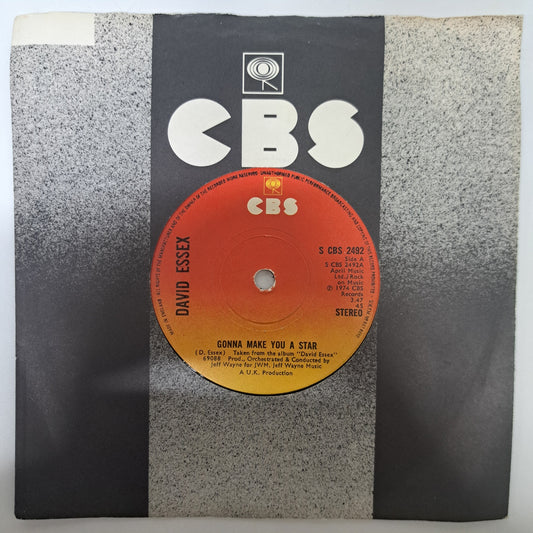 CBS
CBS
DAVID ESSEX
S CBS 2492
Side A
S CBS 2492A
April Music
Ltd./Rock
on Music
℗ 1974 CBS
Records
3.47
45
STEREO
GONNA MAKE YOU A STAR
(D. Essex) Taken from the album "David Essex"
69088 Prod., Orchestrated & Conducted by
Jeff Wayne for JWM. Jeff Wayne Music
A U.K. Production